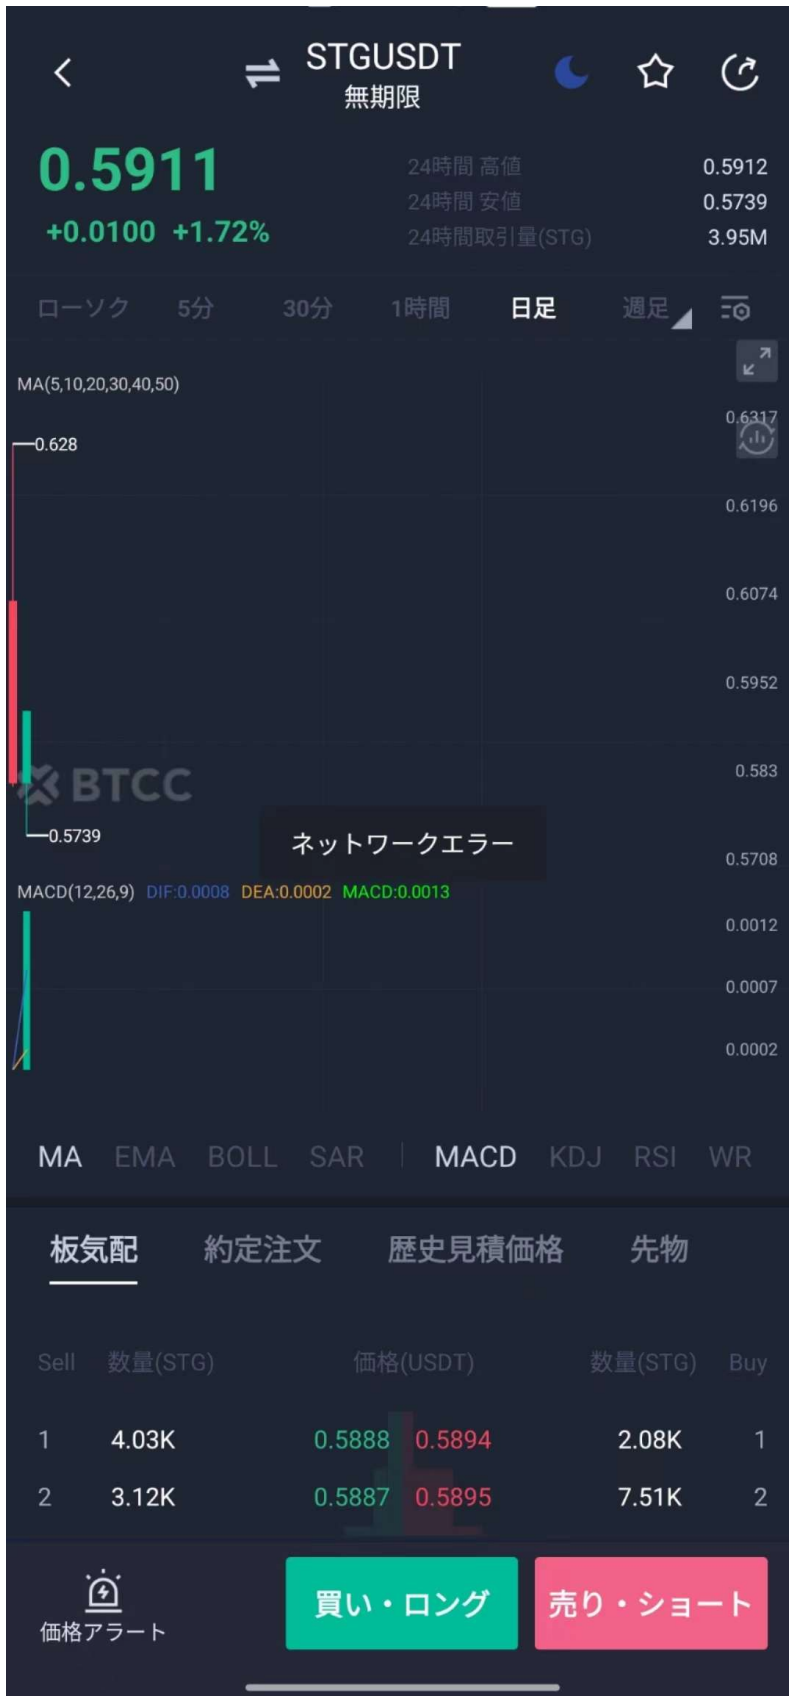 STGUSDT
無期限
0.5911
+0.0100 +1.72%
24時間 高値 0.5912
24時間 安値 0.5739
24時間取引量(STG) 3.95M
ローソク 5分 30分 1時間 日足 週足
MA(5,10,20,30,40,50)
0.6317
0.628
0.6196
0.6074
0.5952
0.583
BTCC
0.5739
ネットワークエラー
0.5708
MACD(12,26,9) DIF:0.0008 DEA:0.0002 MACD:0.0013
0.0012
0.0007
0.0002
MA EMA BOLL SAR MACD KDJ RSI WR
板気配 約定注文 歴史見積価格 先物
Sell 数量(STG) 価格(USDT) 数量(STG) Buy
1 4.03K 0.5888 0.5894 2.08K 1
2 3.12K 0.5887 0.5895 7.51K 2
価格アラート 買い・ロング 売り・ショート